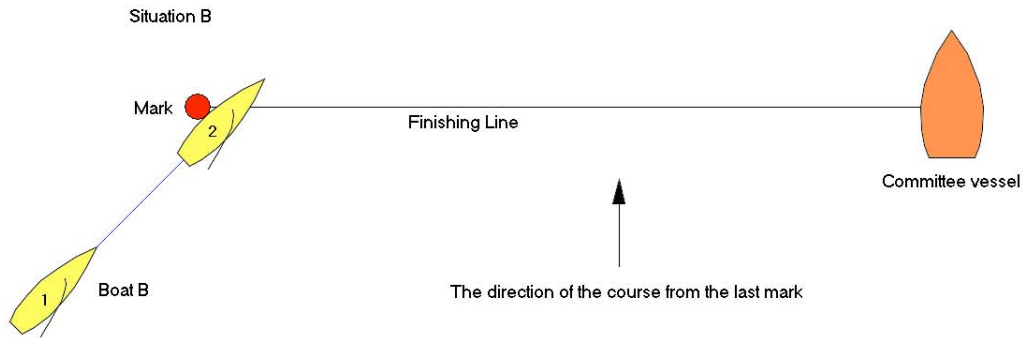 Situation B
Mark
2
Finishing Line
Committee vessel
1
Boat B
The direction of the course from the last mark